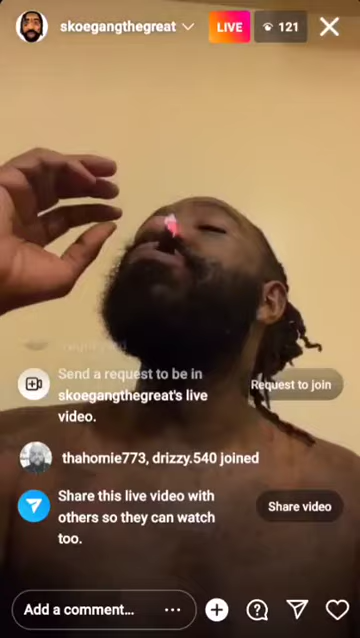 skoegangthegreat
LIVE
121
Send a request to be in
Request to join
skoegangthegreat's live
video.
thahomie773, drizzy.540 joined
Share this live video with
others so they can watch
too.
Share video
Add a comment...